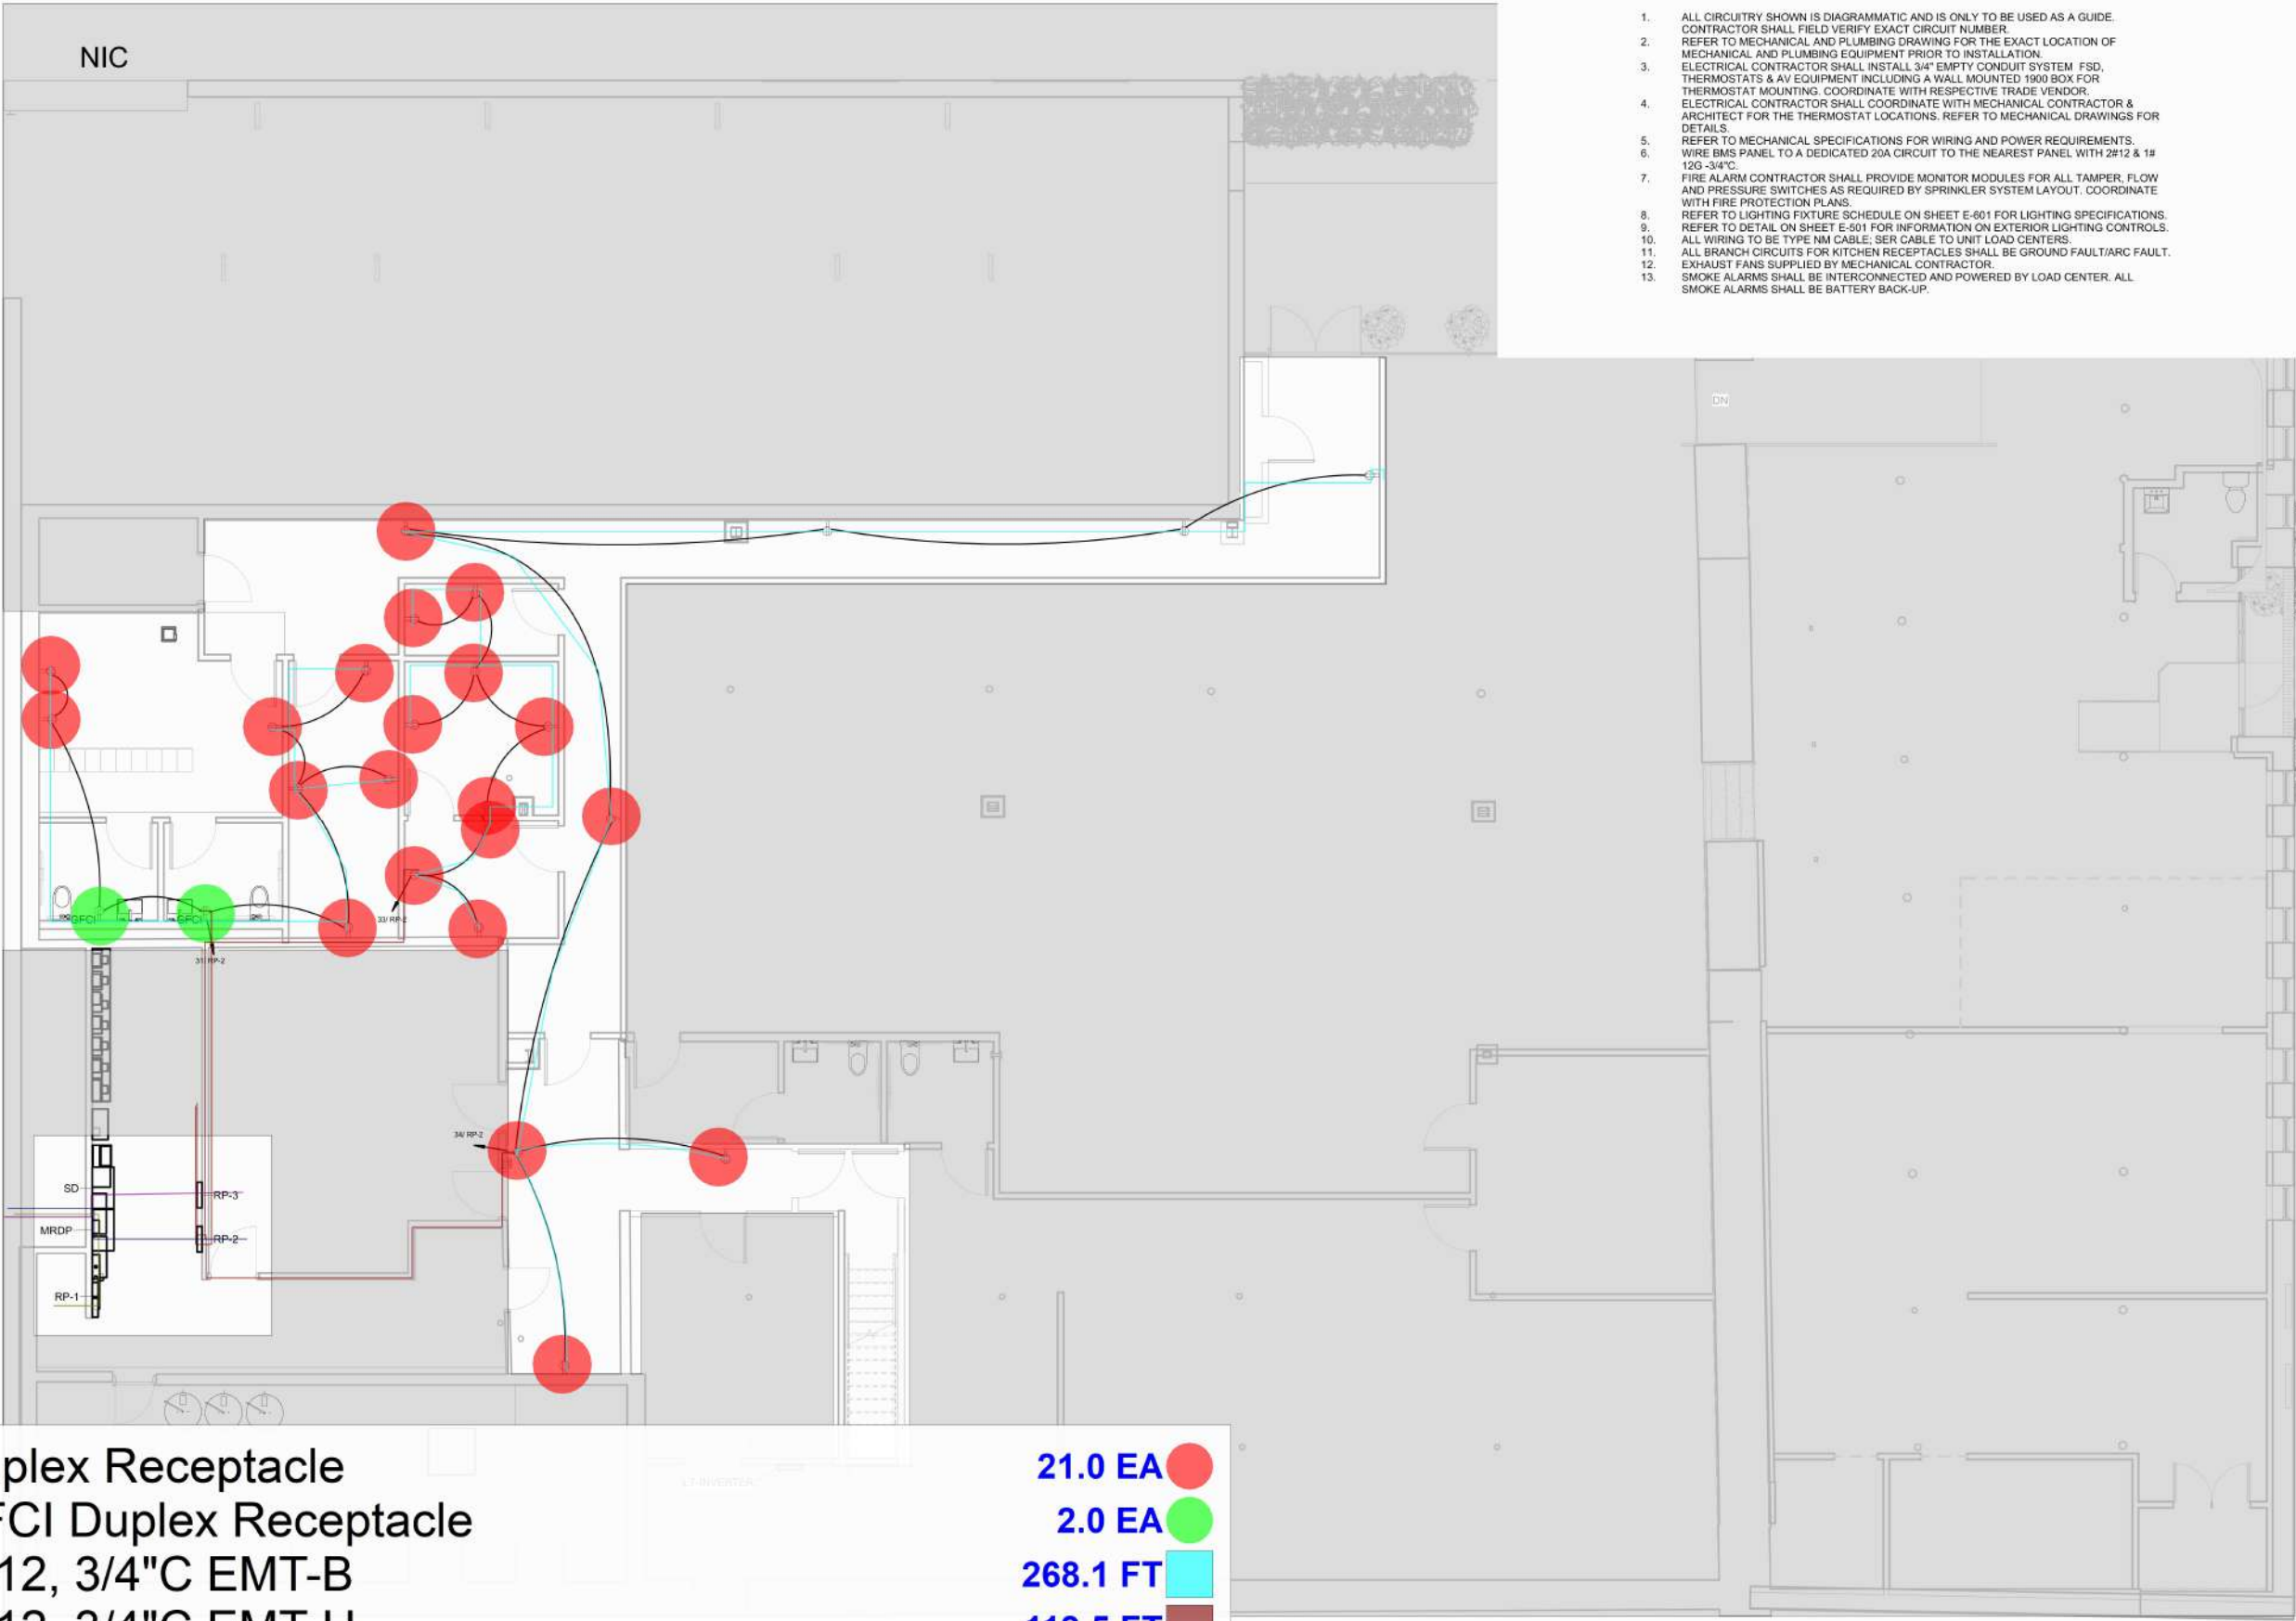 NIC
1. ALL CIRCUITRY SHOWN IS DIAGRAMMATIC AND IS ONLY TO BE USED AS A GUIDE.
CONTRACTOR SHALL FIELD VERIFY EXACT CIRCUIT NUMBER.
2. REFER TO MECHANICAL AND PLUMBING DRAWING FOR THE EXACT LOCATION OF
MECHANICAL AND PLUMBING EQUIPMENT PRIOR TO INSTALLATION.
3. ELECTRICAL CONTRACTOR SHALL INSTALL 3/4" EMPTY CONDUIT SYSTEM FSD,
THERMOSTATS & AV EQUIPMENT INCLUDING A WALL MOUNTED 1900 BOX FOR
THERMOSTAT MOUNTING. COORDINATE WITH RESPECTIVE TRADE VENDOR.
4. ELECTRICAL CONTRACTOR SHALL COORDINATE WITH MECHANICAL CONTRACTOR &
ARCHITECT FOR THE THERMOSTAT LOCATIONS. REFER TO MECHANICAL DRAWINGS FOR
DETAILS.
5. REFER TO MECHANICAL SPECIFICATIONS FOR WIRING AND POWER REQUIREMENTS.
6. WIRE BMS PANEL TO A DEDICATED 20A CIRCUIT TO THE NEAREST PANEL WITH 2#12 & 1#
12G -3/4"C.
7. FIRE ALARM CONTRACTOR SHALL PROVIDE MONITOR MODULES FOR ALL TAMPER, FLOW
AND PRESSURE SWITCHES AS REQUIRED BY SPRINKLER SYSTEM LAYOUT. COORDINATE
WITH FIRE PROTECTION PLANS.
8. REFER TO LIGHTING FIXTURE SCHEDULE ON SHEET E-601 FOR LIGHTING SPECIFICATIONS.
9. REFER TO DETAIL ON SHEET E-501 FOR INFORMATION ON EXTERIOR LIGHTING CONTROLS.
10. ALL WIRING TO BE TYPE NM CABLE; SER CABLE TO UNIT LOAD CENTERS.
11. ALL BRANCH CIRCUITS FOR KITCHEN RECEPTACLES SHALL BE GROUND FAULT/ARC FAULT.
12. EXHAUST FANS SUPPLIED BY MECHANICAL CONTRACTOR.
13. SMOKE ALARMS SHALL BE INTERCONNECTED AND POWERED BY LOAD CENTER. ALL
SMOKE ALARMS SHALL BE BATTERY BACK-UP.
DN
GFCI
GFCI
33/ RP-2
31/ RP-2
34/ RP-2
SD
RP-3
MRDP
RP-2
RP-1
plex Receptacle 21.0 EA
FCI Duplex Receptacle 2.0 EA
12, 3/4"C EMT-B 268.1 FT